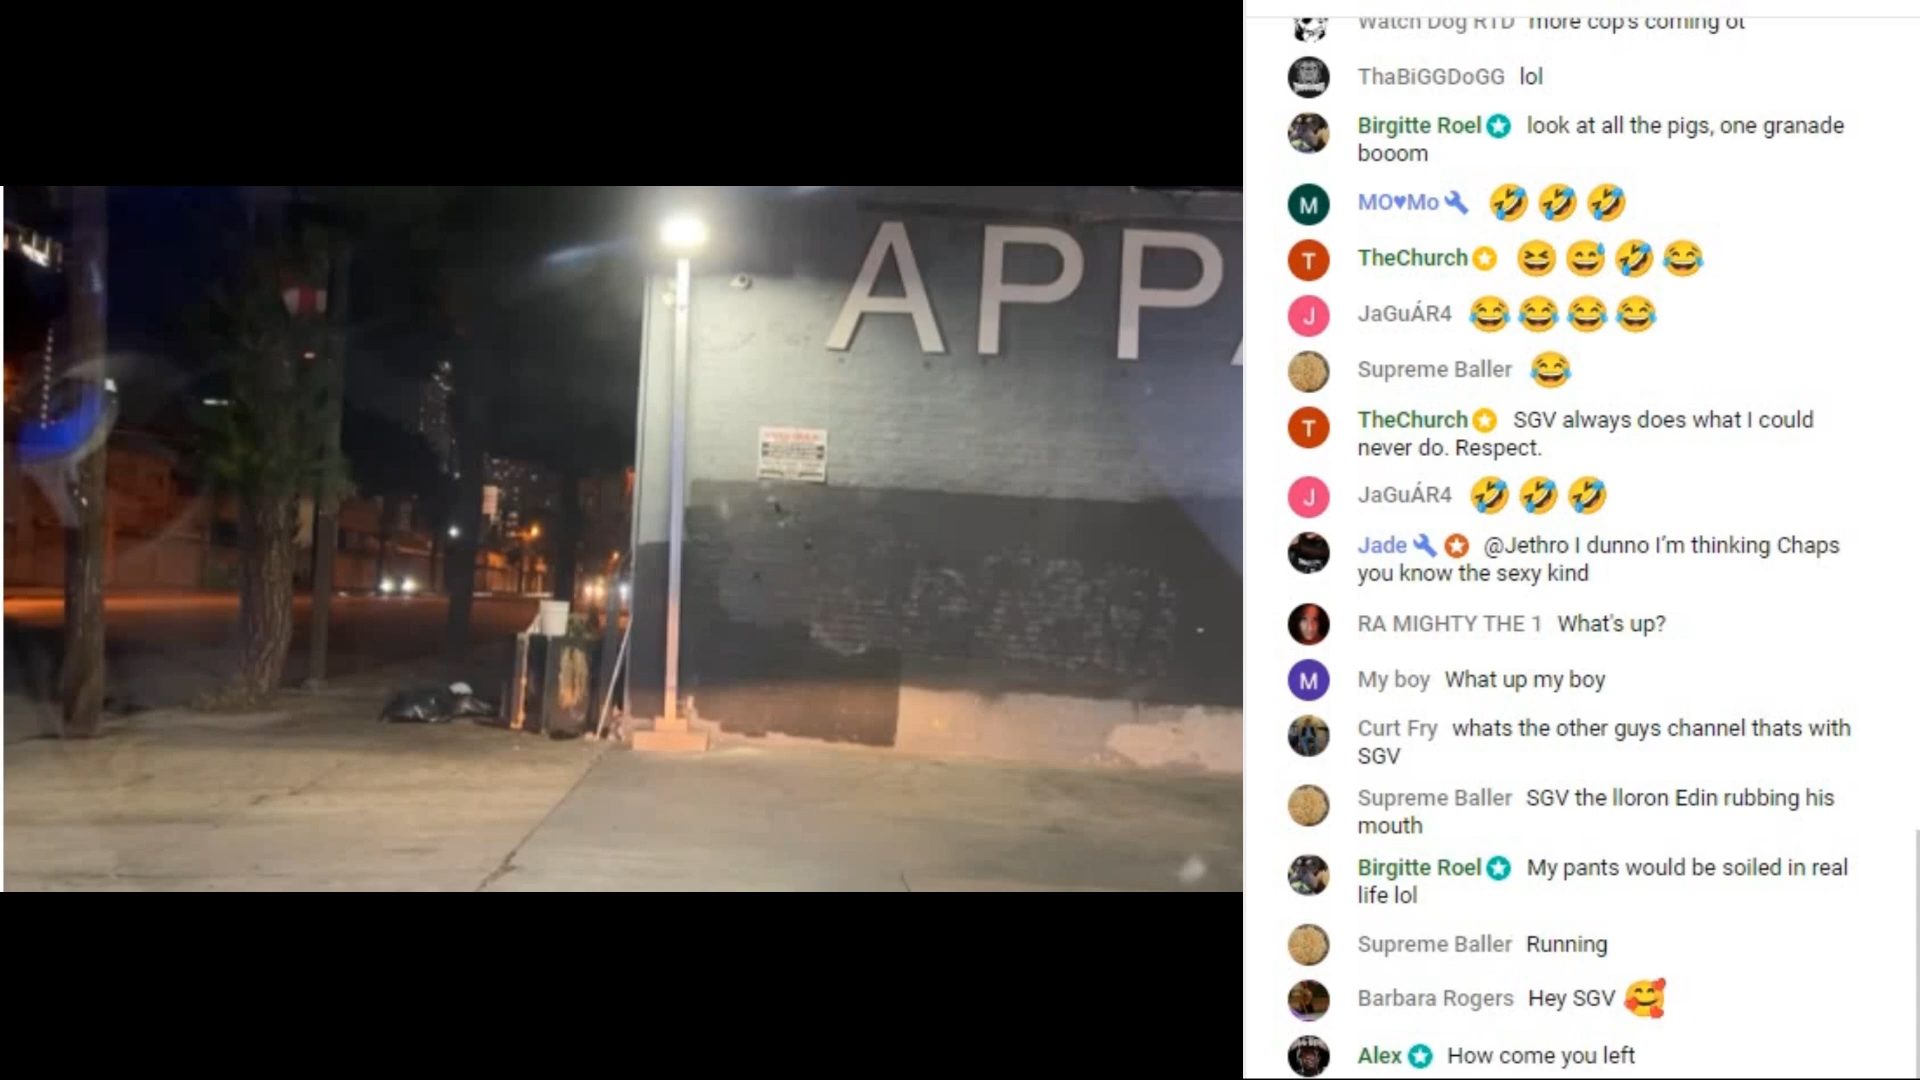 APP
Watch Dog RTD more cop's coming ot
ThaBiGGDoGG lol
Birgitte Roel look at all the pigs, one granade
booom
M MO♥Mo 🤣 🤣 🤣
T TheChurch 😆 😅 🤣 😂
J JaGuÁR4 😂 😂 😂 😂
Supreme Baller 😂
T TheChurch SGV always does what I could
never do. Respect.
J JaGuÁR4 🤣 🤣 🤣
Jade @Jethro I dunno I'm thinking Chaps
you know the sexy kind
RA MIGHTY THE 1 What's up?
M My boy What up my boy
Curt Fry whats the other guys channel thats with
SGV
Supreme Baller SGV the lloron Edin rubbing his
mouth
Birgitte Roel My pants would be soiled in real
life lol
Supreme Baller Running
Barbara Rogers Hey SGV 🥰
Alex How come you left